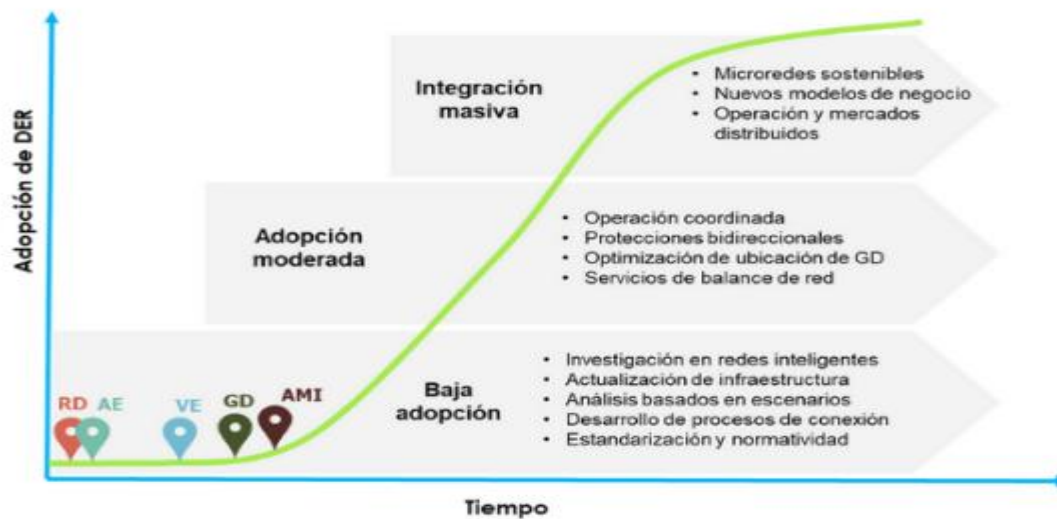 Adopción de DER
Integración
masiva
• Microredes sostenibles
• Nuevos modelos de negocio
• Operación y mercados
distribuidos
Adopción
moderada
• Operación coordinada
• Protecciones bidireccionales
• Optimización de ubicación de GD
• Servicios de balance de red
Baja
adopción
• Investigación en redes inteligentes
• Actualización de infraestructura
• Análisis basados en escenarios
• Desarrollo de procesos de conexión
• Estandarización y normatividad
RD
AE
VE
GD
AMI
Tiempo